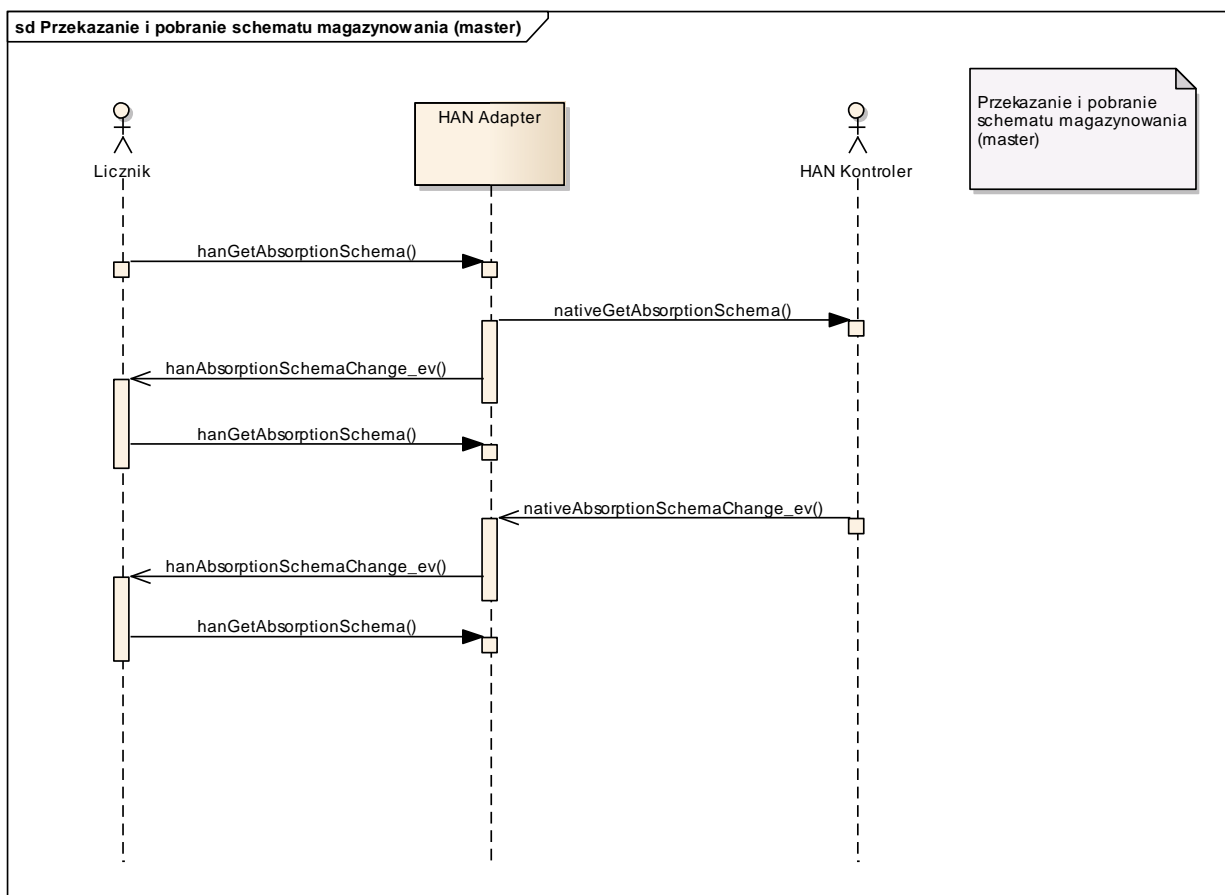 sd Przekazanie i pobranie schematu magazynowania (master)
Licznik
HAN Adapter
HAN Kontroler
Przekazanie i pobranie
schematu magazynowania
(master)
hanGetAbsorptionSchema()
nativeGetAbsorptionSchema()
hanAbsorptionSchemaChange_ev()
hanGetAbsorptionSchema()
nativeAbsorptionSchemaChange_ev()
hanAbsorptionSchemaChange_ev()
hanGetAbsorptionSchema()